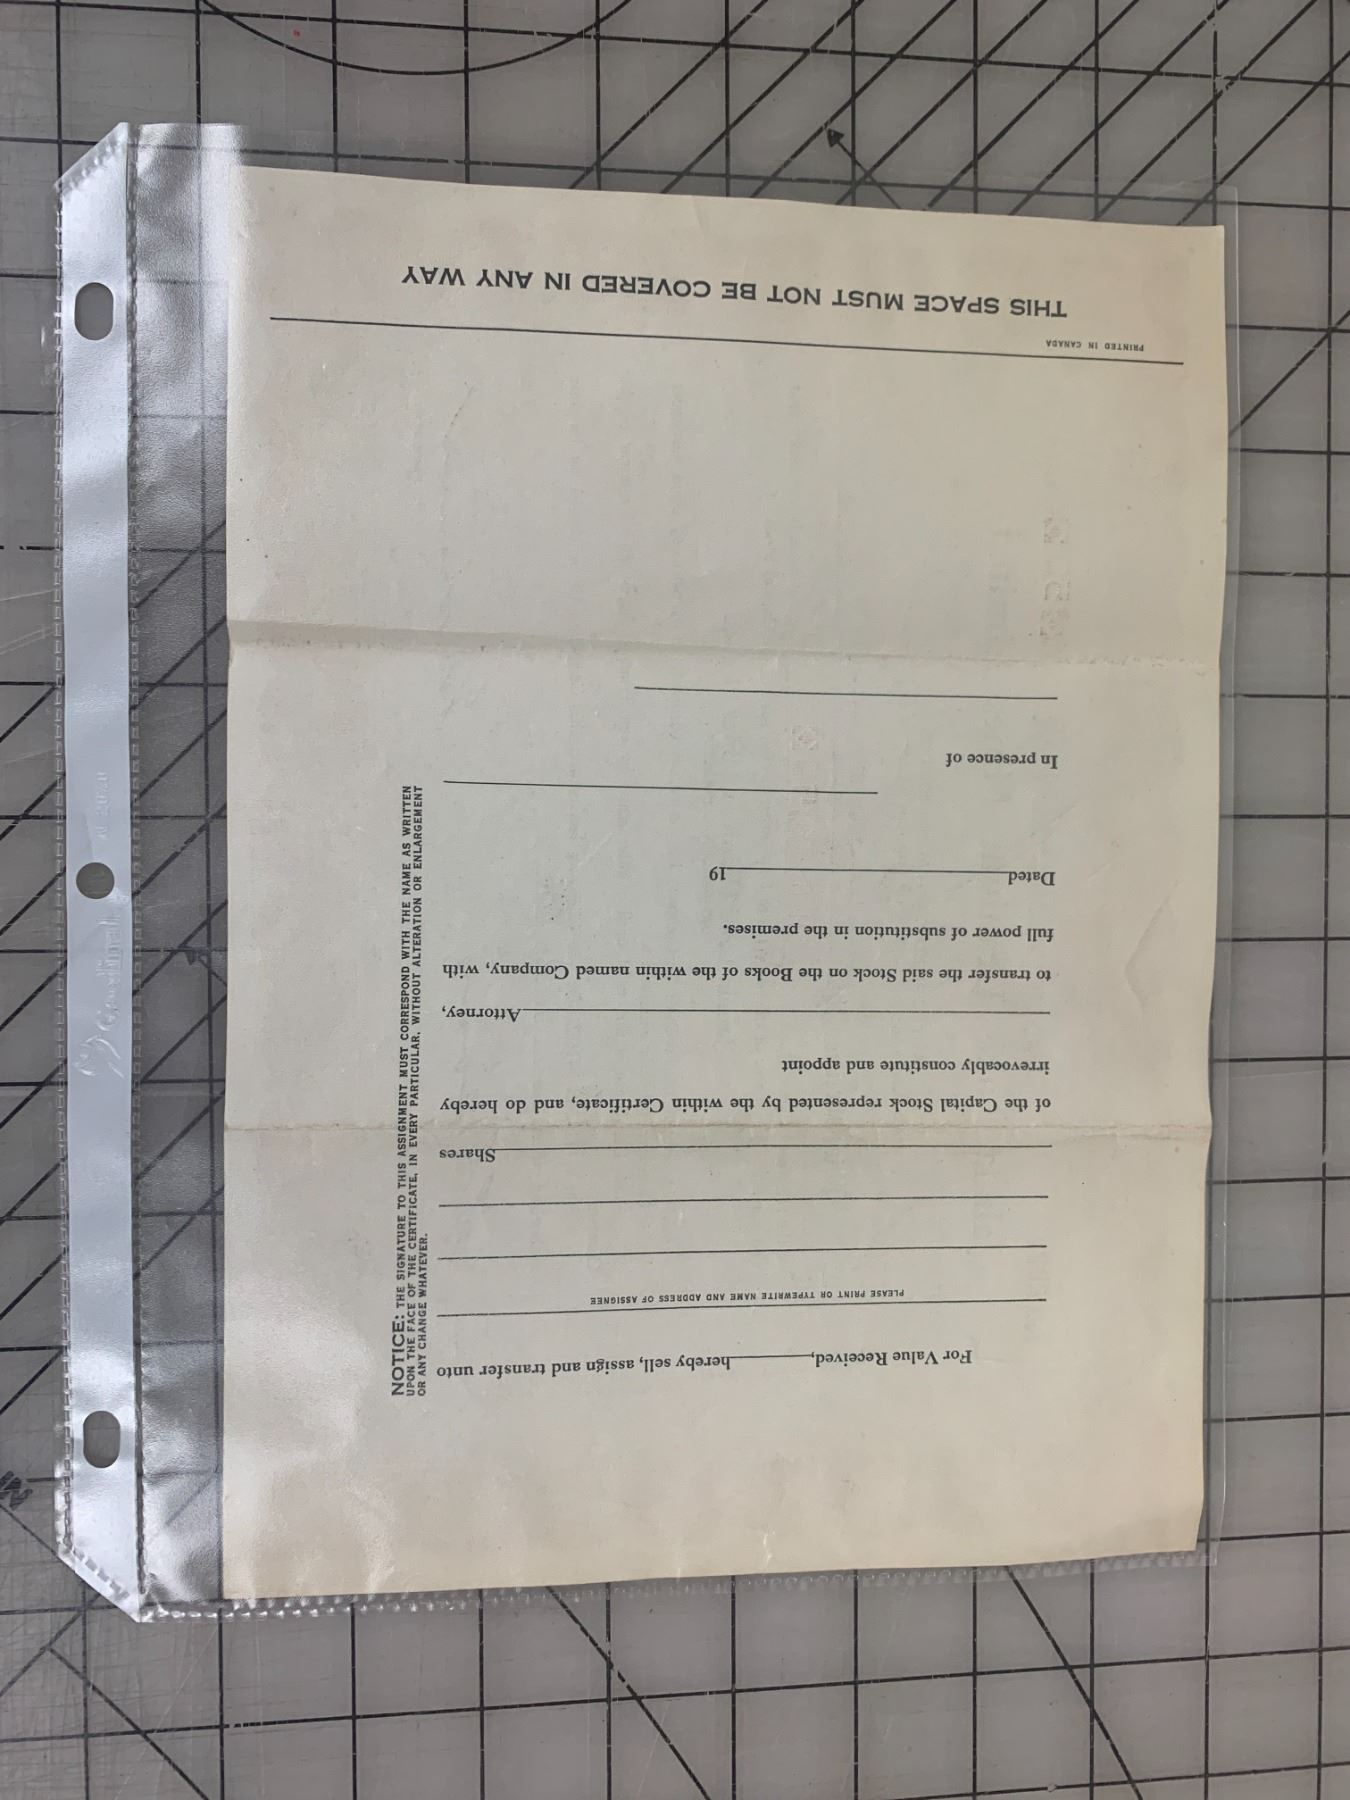 For Value Received, hereby sell, assign and transfer unto
PLEASE PRINT OR TYPEWRITE NAME AND ADDRESS OF ASSIGNEE
Shares
of the Capital Stock represented by the within Certificate, and do hereby
irrevocably constitute and appoint
Attorney,
to transfer the said Stock on the Books of the within named Company, with
full power of substitution in the premises.
Dated 19
In presence of
NOTICE: THE SIGNATURE TO THIS ASSIGNMENT MUST CORRESPOND WITH THE NAME AS WRITTEN
UPON THE FACE OF THE CERTIFICATE, IN EVERY PARTICULAR, WITHOUT ALTERATION OR ENLARGEMENT
OR ANY CHANGE WHATEVER.
PRINTED IN CANADA
THIS SPACE MUST NOT BE COVERED IN ANY WAY